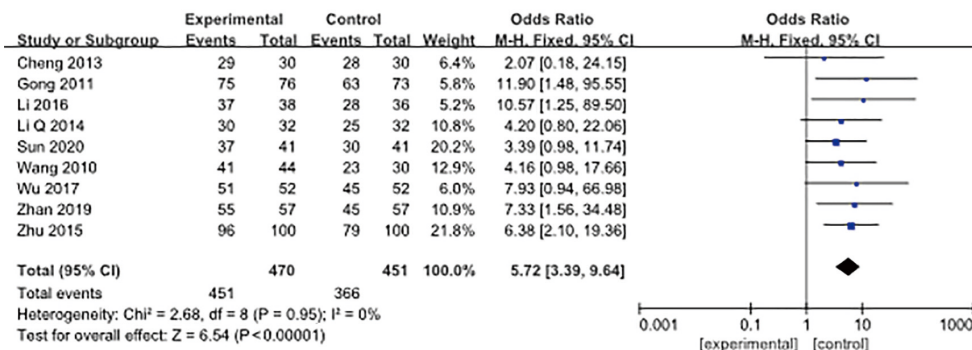 Experimental Control Odds Ratio Odds Ratio
Study or Subgroup Events Total Events Total Weight M-H, Fixed, 95% CI M-H, Fixed, 95% CI
Cheng 2013 29 30 28 30 6.4% 2.07 [0.18, 24.15]
Gong 2011 75 76 63 73 5.8% 11.90 [1.48, 95.55]
Li 2016 37 38 28 36 5.2% 10.57 [1.25, 89.50]
Li Q 2014 30 32 25 32 10.8% 4.20 [0.80, 22.06]
Sun 2020 37 41 30 41 20.2% 3.39 [0.98, 11.74]
Wang 2010 41 44 23 30 12.9% 4.16 [0.98, 17.66]
Wu 2017 51 52 45 52 6.0% 7.93 [0.94, 66.98]
Zhan 2019 55 57 45 57 10.9% 7.33 [1.56, 34.48]
Zhu 2015 96 100 79 100 21.8% 6.38 [2.10, 19.36]
Total (95% CI) 470 451 100.0% 5.72 [3.39, 9.64]
Total events 451 366
Heterogeneity: Chi² = 2.68, df = 8 (P = 0.95); I² = 0%
Test for overall effect: Z = 6.54 (P<0.00001)
0.001 0.1 1 10 1000
[experimental] [control]